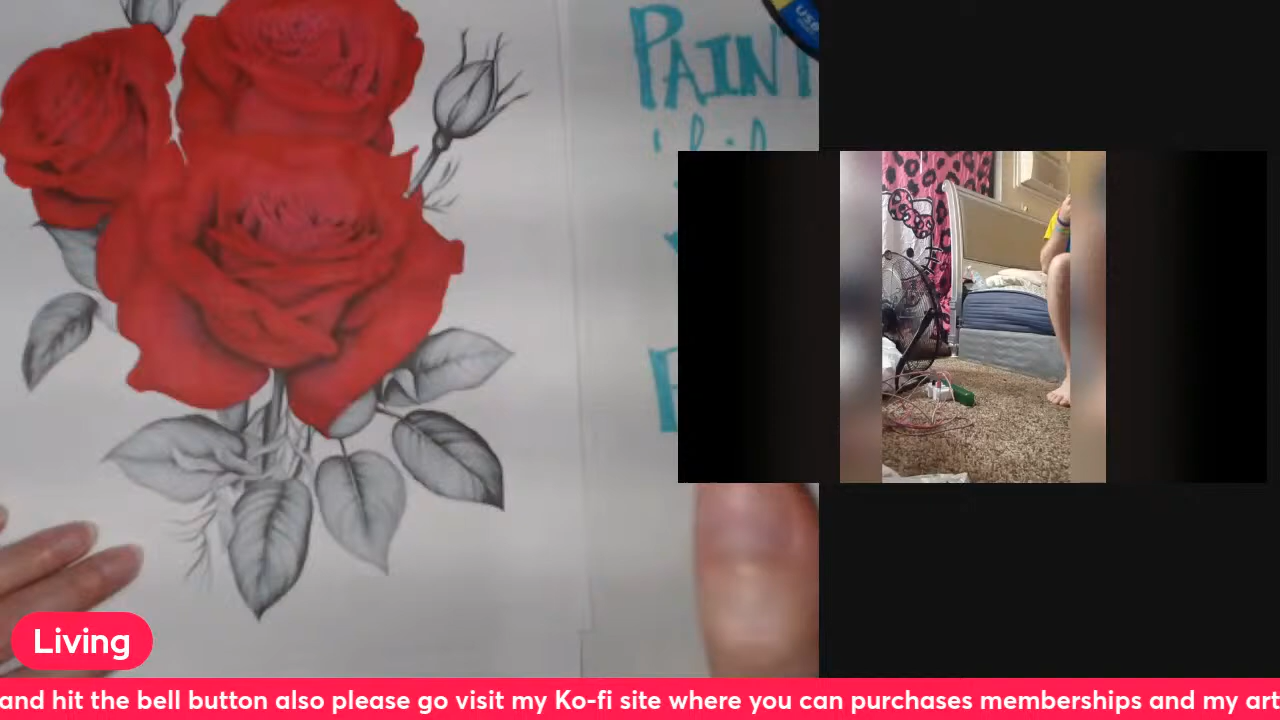 USE
PAINT
Living
and hit the bell button also please go visit my Ko-fi site where you can purchases memberships and my art